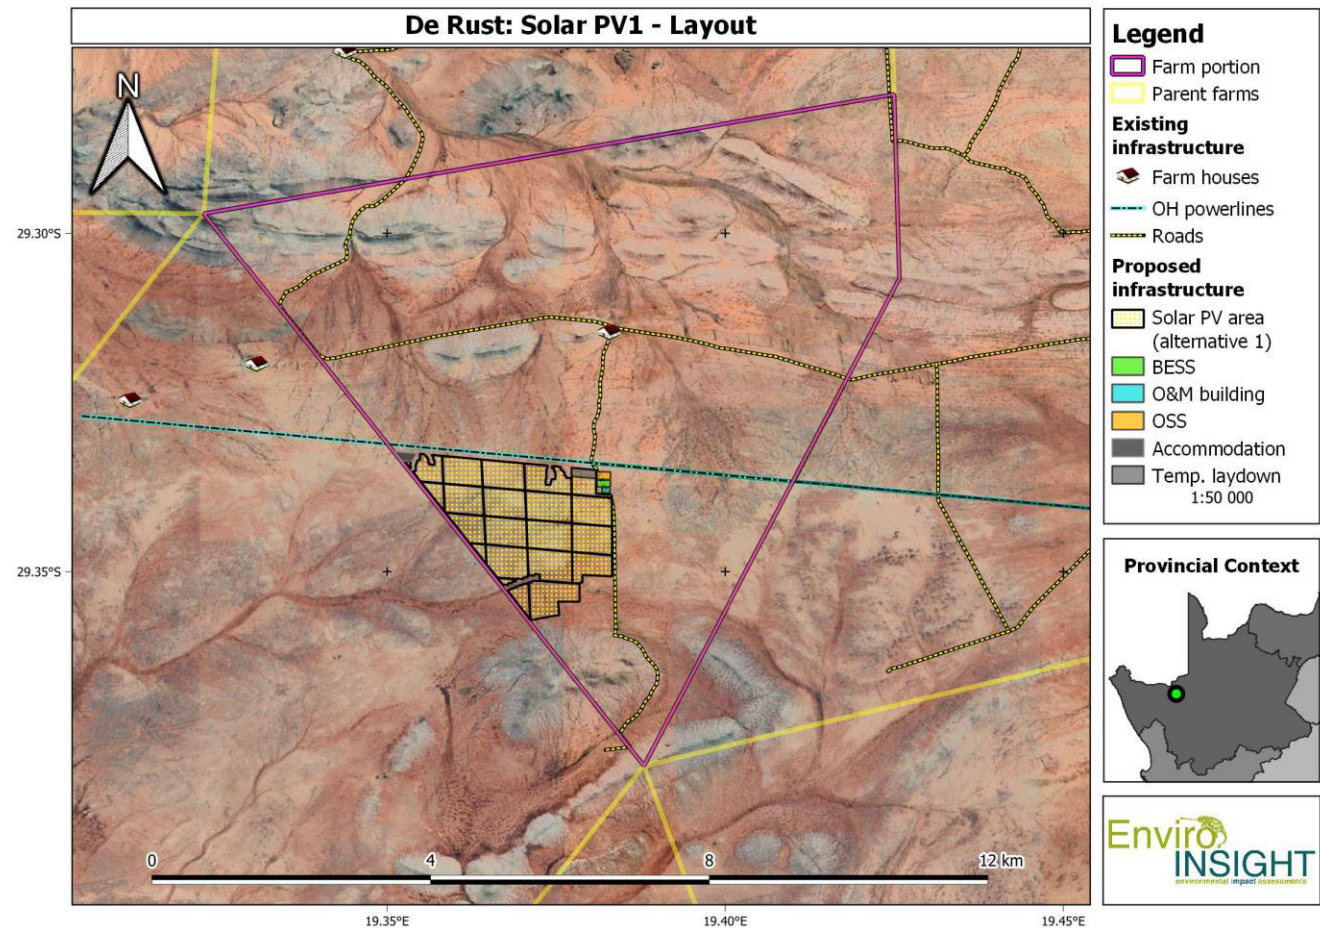 De Rust: Solar PV1 - Layout
N
29.30°S
29.35°S
0
4
8
12 km
19.35°E
19.40°E
19.45°E
Legend
Farm portion
Parent farms
Existing
infrastructure
Farm houses
OH powerlines
Roads
Proposed
infrastructure
Solar PV area
(alternative 1)
BESS
O&M building
OSS
Accommodation
Temp. laydown
1:50 000
Provincial Context
Enviro
INSIGHT
environmental impact assessments